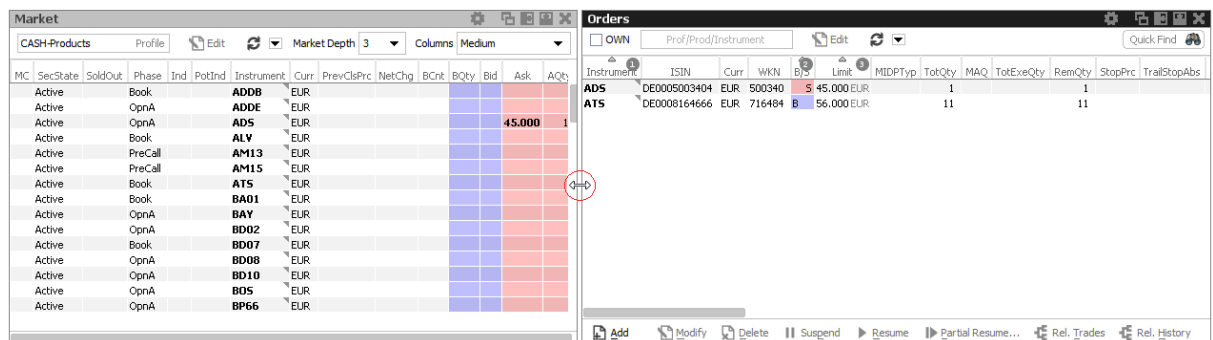 Market
CASH-Products Profile Edit Market Depth 3 Columns Medium
MC SecState SoldOut Phase Ind PotInd Instrument Curr PrevClsPrc NetChg BCnt BQty Bid Ask AQty
Active Book ADDB EUR
Active OpnA ADDE EUR
Active OpnA ADS EUR 45.000 1
Active Book ALV EUR
Active PreCall AM13 EUR
Active PreCall AM15 EUR
Active Book ATS EUR
Active Book BA01 EUR
Active OpnA BAY EUR
Active OpnA BD02 EUR
Active Book BD07 EUR
Active OpnA BD08 EUR
Active OpnA BD10 EUR
Active OpnA BOS EUR
Active OpnA BP66 EUR
Orders
OWN Prof/Prod/Instrument Edit Quick Find
Instrument 1 ISIN Curr WKN B/S 2 Limit 3 MIDPTyp TotQty MAQ TotExeQty RemQty StopPrc TrailStopAbs
ADS DE0005003404 EUR 500340 S 45.000 EUR 1 1
ATS DE0008164666 EUR 716484 B 56.000 EUR 11 11
Add Modify Delete Suspend Resume Partial Resume... Rel. Trades Rel. History